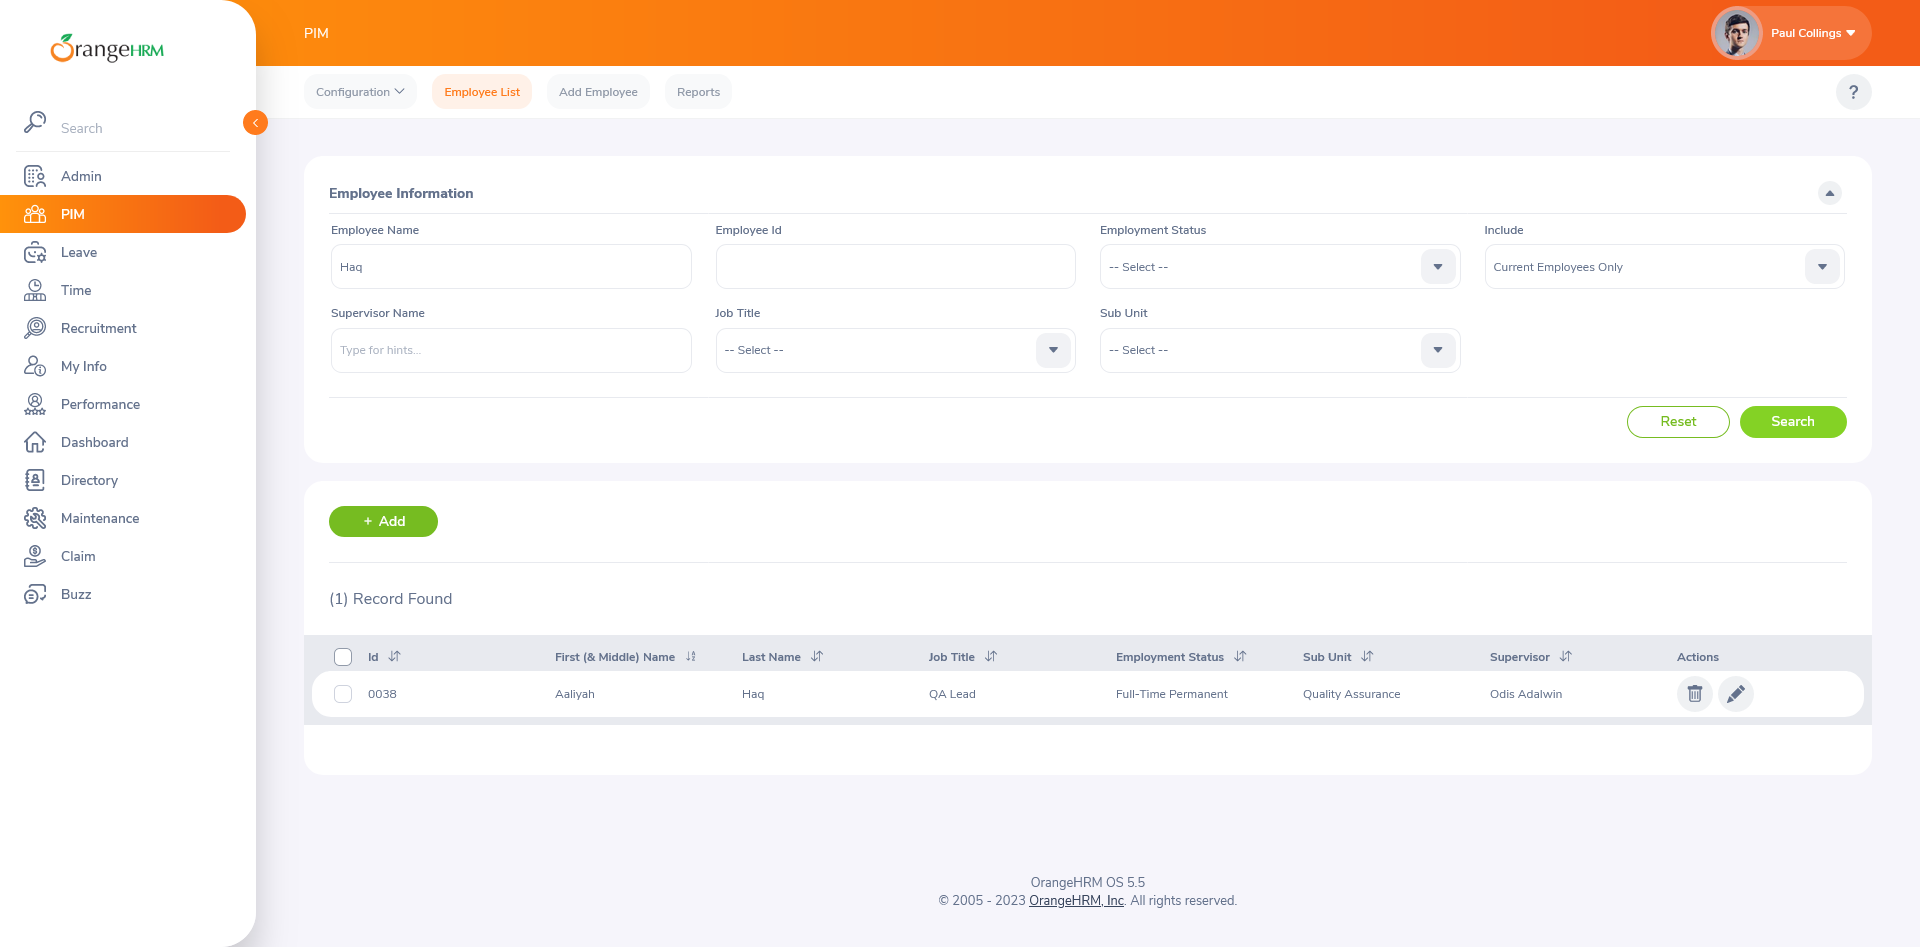 OrangeHRM
PIM
Paul Collings
Configuration
Employee List
Add Employee
Reports
?
Search
Admin
PIM
Leave
Time
Recruitment
My Info
Performance
Dashboard
Directory
Maintenance
Claim
Buzz
Employee Information
Employee Name
Employee Id
Employment Status
Include
Haq
-- Select --
Current Employees Only
Supervisor Name
Job Title
Sub Unit
Type for hints...
-- Select --
-- Select --
Reset
Search
+ Add
(1) Record Found
Id First (& Middle) Name Last Name Job Title Employment Status Sub Unit Supervisor Actions
0038 Aaliyah Haq QA Lead Full-Time Permanent Quality Assurance Odis Adalwin
OrangeHRM OS 5.5
© 2005 - 2023 OrangeHRM, Inc. All rights reserved.